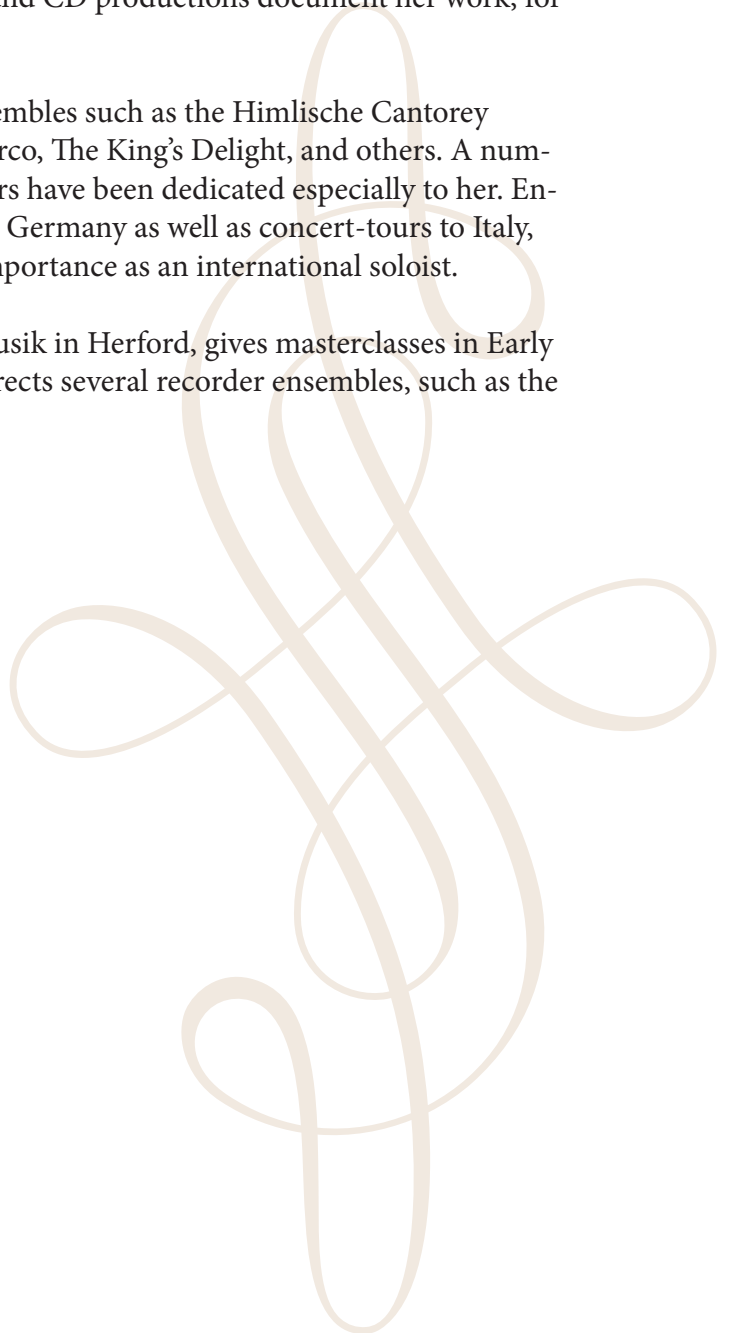 and CD productions document her work, for
embles such as the Himlische Cantorey
rco, The King’s Delight, and others. A num-
rs have been dedicated especially to her. En-
Germany as well as concert-tours to Italy,
portance as an international soloist.
usik in Herford, gives masterclasses in Early
rects several recorder ensembles, such as the